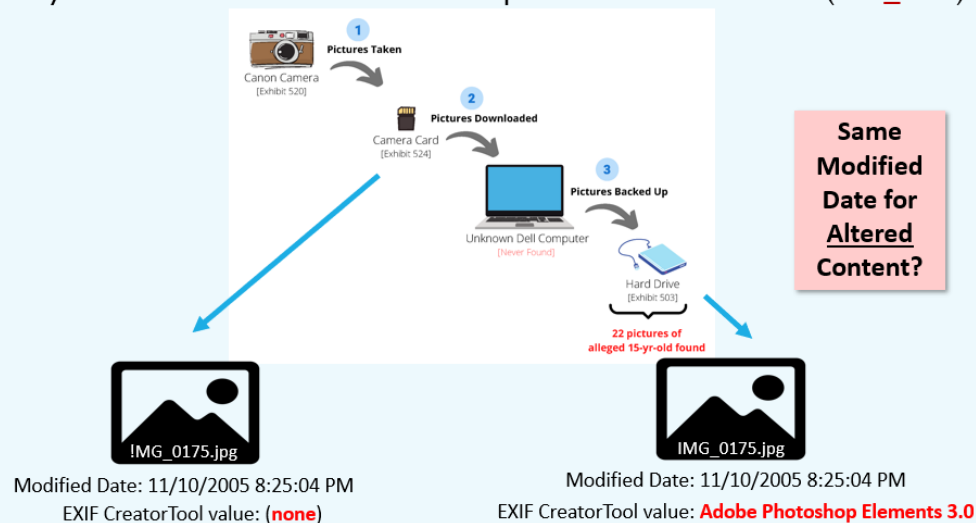 1
Pictures Taken
Canon Camera
[Exhibit 520]
2
Pictures Downloaded
Camera Card
[Exhibit 524]
3
Pictures Backed Up
Unknown Dell Computer
[Never Found]
Hard Drive
[Exhibit 503]
22 pictures of
alleged 15-yr-old found
Same
Modified
Date for
Altered
Content?
!MG_0175.jpg
Modified Date: 11/10/2005 8:25:04 PM
EXIF CreatorTool value: (none)
IMG_0175.jpg
Modified Date: 11/10/2005 8:25:04 PM
EXIF CreatorTool value: Adobe Photoshop Elements 3.0